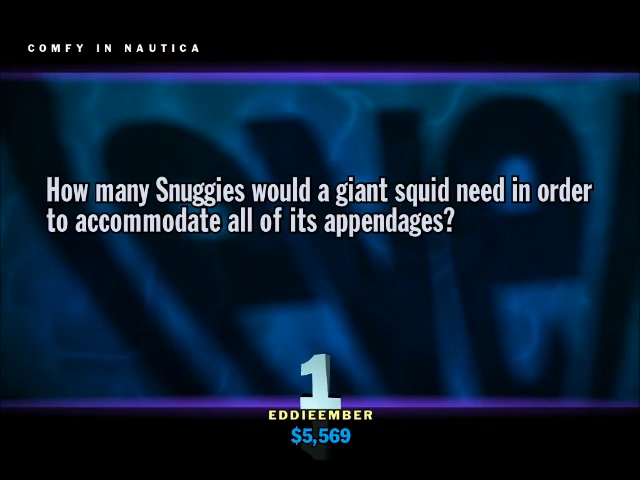 COMFY IN NAUTICA
How many Snuggies would a giant squid need in order
to accommodate all of its appendages?
1
EDDIEEMBER
$5,569